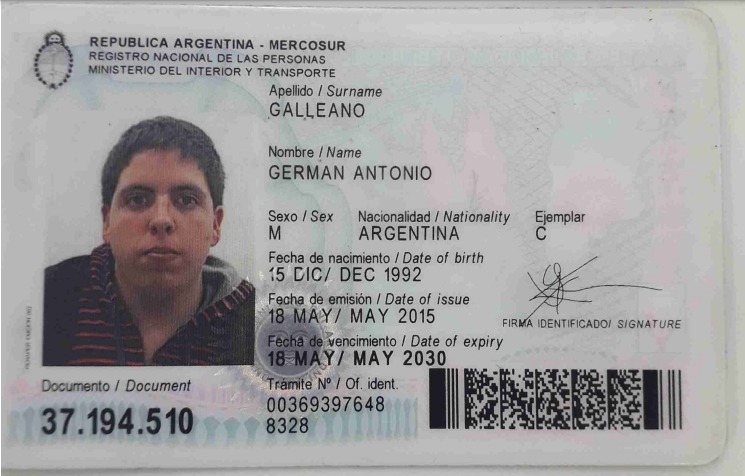 REPUBLICA ARGENTINA - MERCOSUR
REGISTRO NACIONAL DE LAS PERSONAS
MINISTERIO DEL INTERIOR Y TRANSPORTE
Apellido / Surname
GALLEANO
Nombre / Name
GERMAN ANTONIO
Sexo / Sex Nacionalidad / Nationality Ejemplar
M ARGENTINA C
Fecha de nacimiento / Date of birth
15 DIC/ DEC 1992
Fecha de emisión / Date of issue
18 MAY/ MAY 2015
FIRMA IDENTIFICADO/ SIGNATURE
Fecha de vencimiento / Date of expiry
18 MAY/ MAY 2030
Documento / Document
37.194.510
Trámite Nº / Of. ident.
00369397648
8328